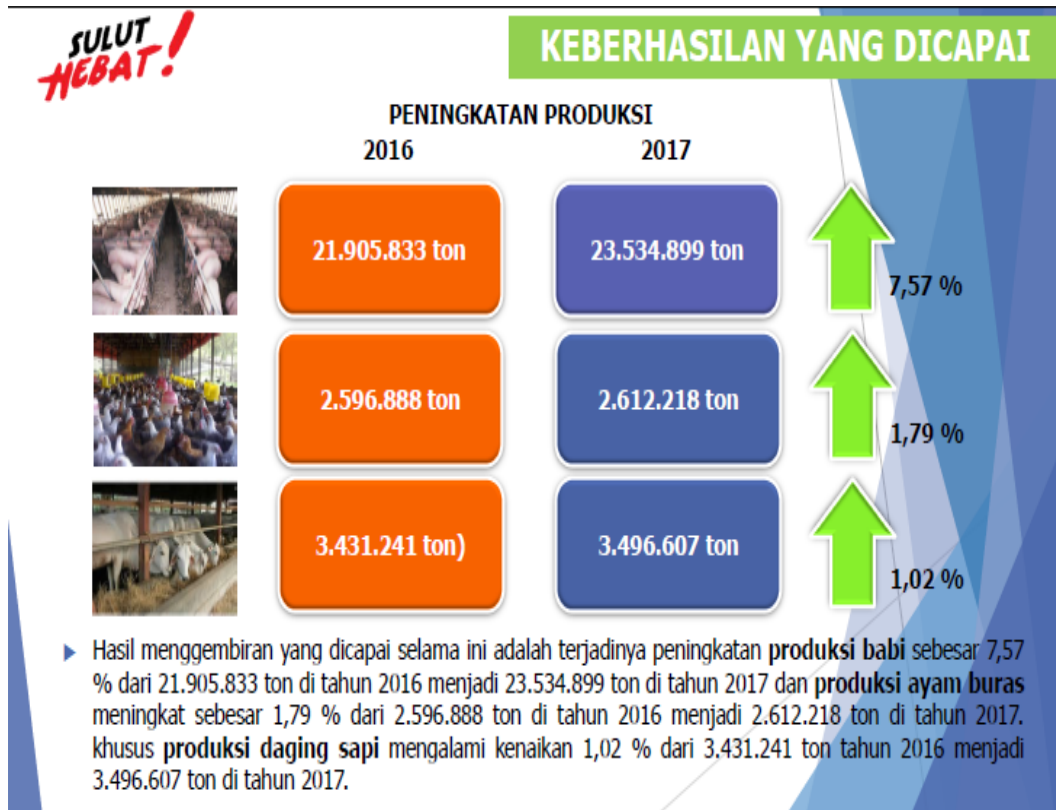 SULUT
HEBAT!
KEBERHASILAN YANG DICAPAI
PENINGKATAN PRODUKSI
2016 2017
21.905.833 ton 23.534.899 ton
7,57 %
2.596.888 ton 2.612.218 ton
1,79 %
3.431.241 ton) 3.496.607 ton
1,02 %
Hasil menggembiran yang dicapai selama ini adalah terjadinya peningkatan produksi babi sebesar 7,57
% dari 21.905.833 ton di tahun 2016 menjadi 23.534.899 ton di tahun 2017 dan produksi ayam buras
meningkat sebesar 1,79 % dari 2.596.888 ton di tahun 2016 menjadi 2.612.218 ton di tahun 2017.
khusus produksi daging sapi mengalami kenaikan 1,02 % dari 3.431.241 ton tahun 2016 menjadi
3.496.607 ton di tahun 2017.